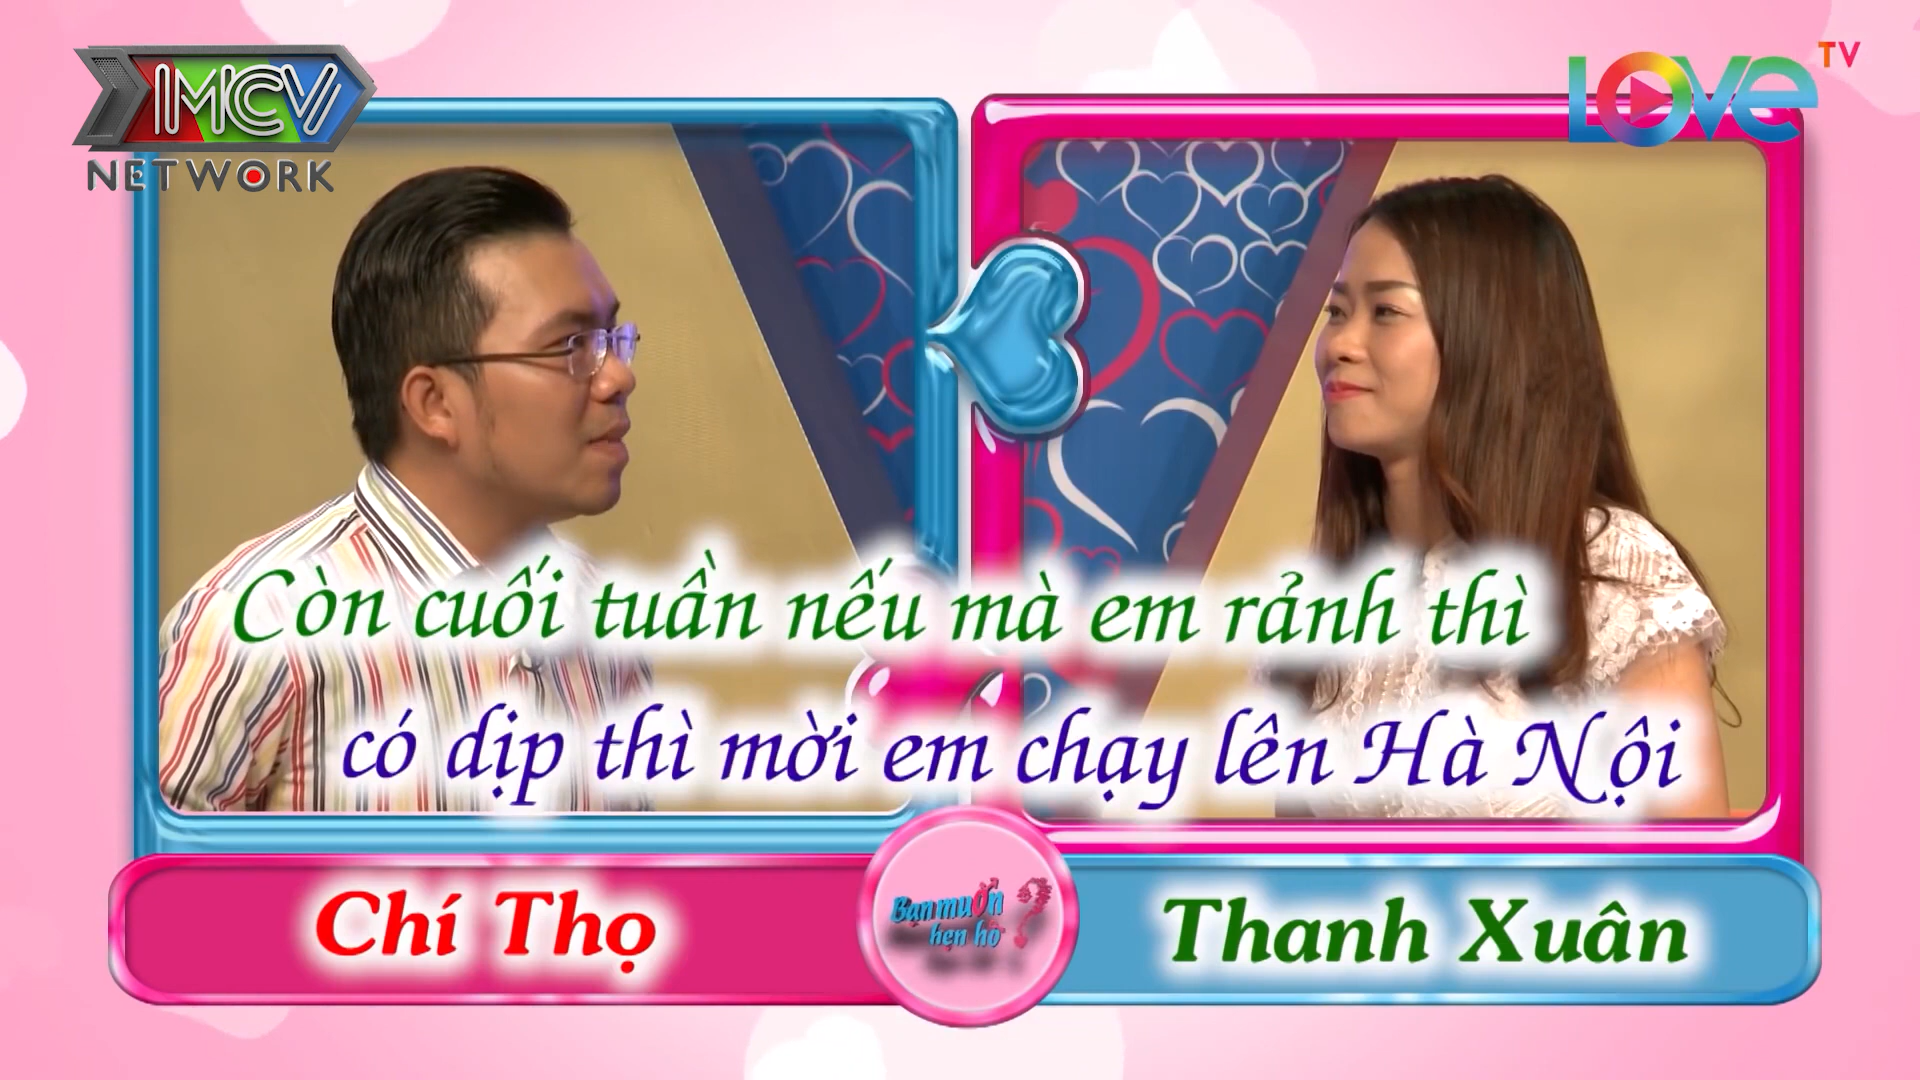 MCV
NETWORK
LOVE TV
Còn cuối tuần nếu mà em rảnh thì
có dịp thì mời em chạy lên Hà Nội
Chí Thọ
Bạn muốn
hẹn hò
Thanh Xuân